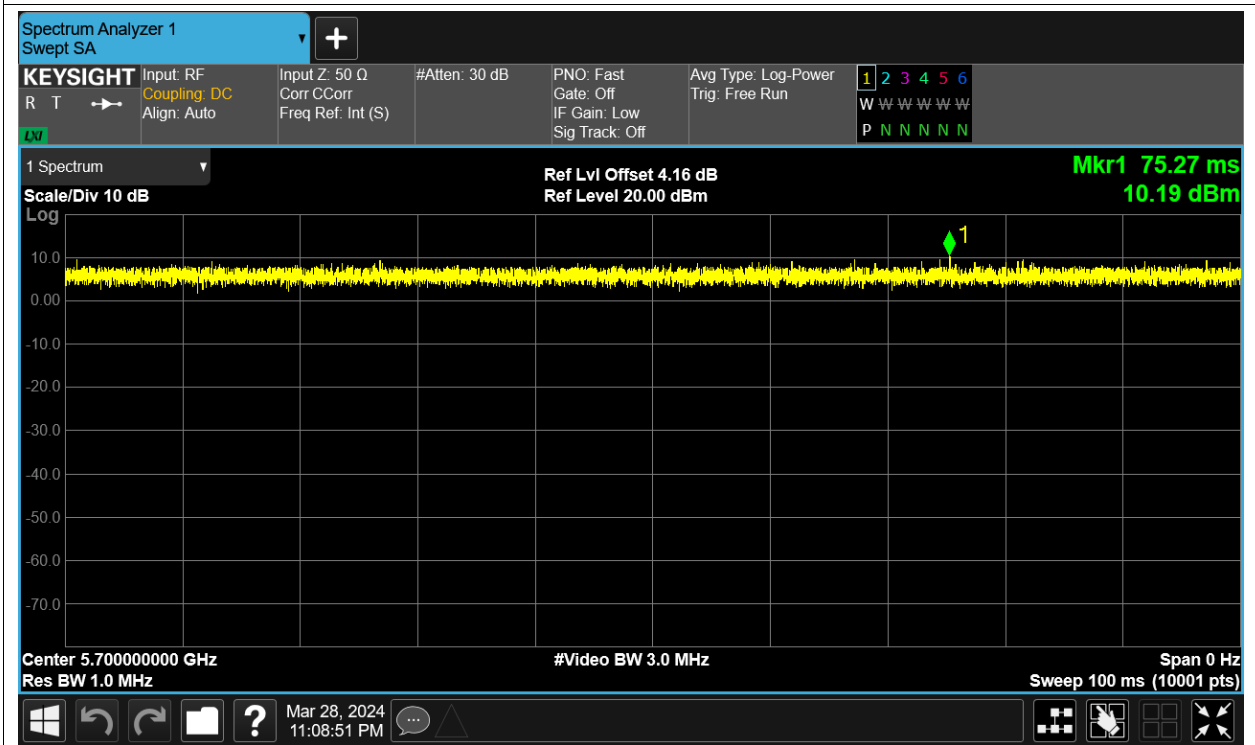 Spectrum Analyzer 1
Swept SA
KEYSIGHT
R T
LXI
Input: RF
Coupling: DC
Align: Auto
Input Z: 50 Ω
Corr CCorr
Freq Ref: Int (S)
#Atten: 30 dB
PNO: Fast
Gate: Off
IF Gain: Low
Sig Track: Off
Avg Type: Log-Power
Trig: Free Run
1 2 3 4 5 6
W W W W W W
P N N N N N
1 Spectrum
Scale/Div 10 dB
Ref Lvl Offset 4.16 dB
Ref Level 20.00 dBm
Mkr1 75.27 ms
10.19 dBm
Log
1
10.0
0.00
-10.0
-20.0
-30.0
-40.0
-50.0
-60.0
-70.0
Center 5.700000000 GHz
Res BW 1.0 MHz
#Video BW 3.0 MHz
Span 0 Hz
Sweep 100 ms (10001 pts)
?
Mar 28, 2024
11:08:51 PM